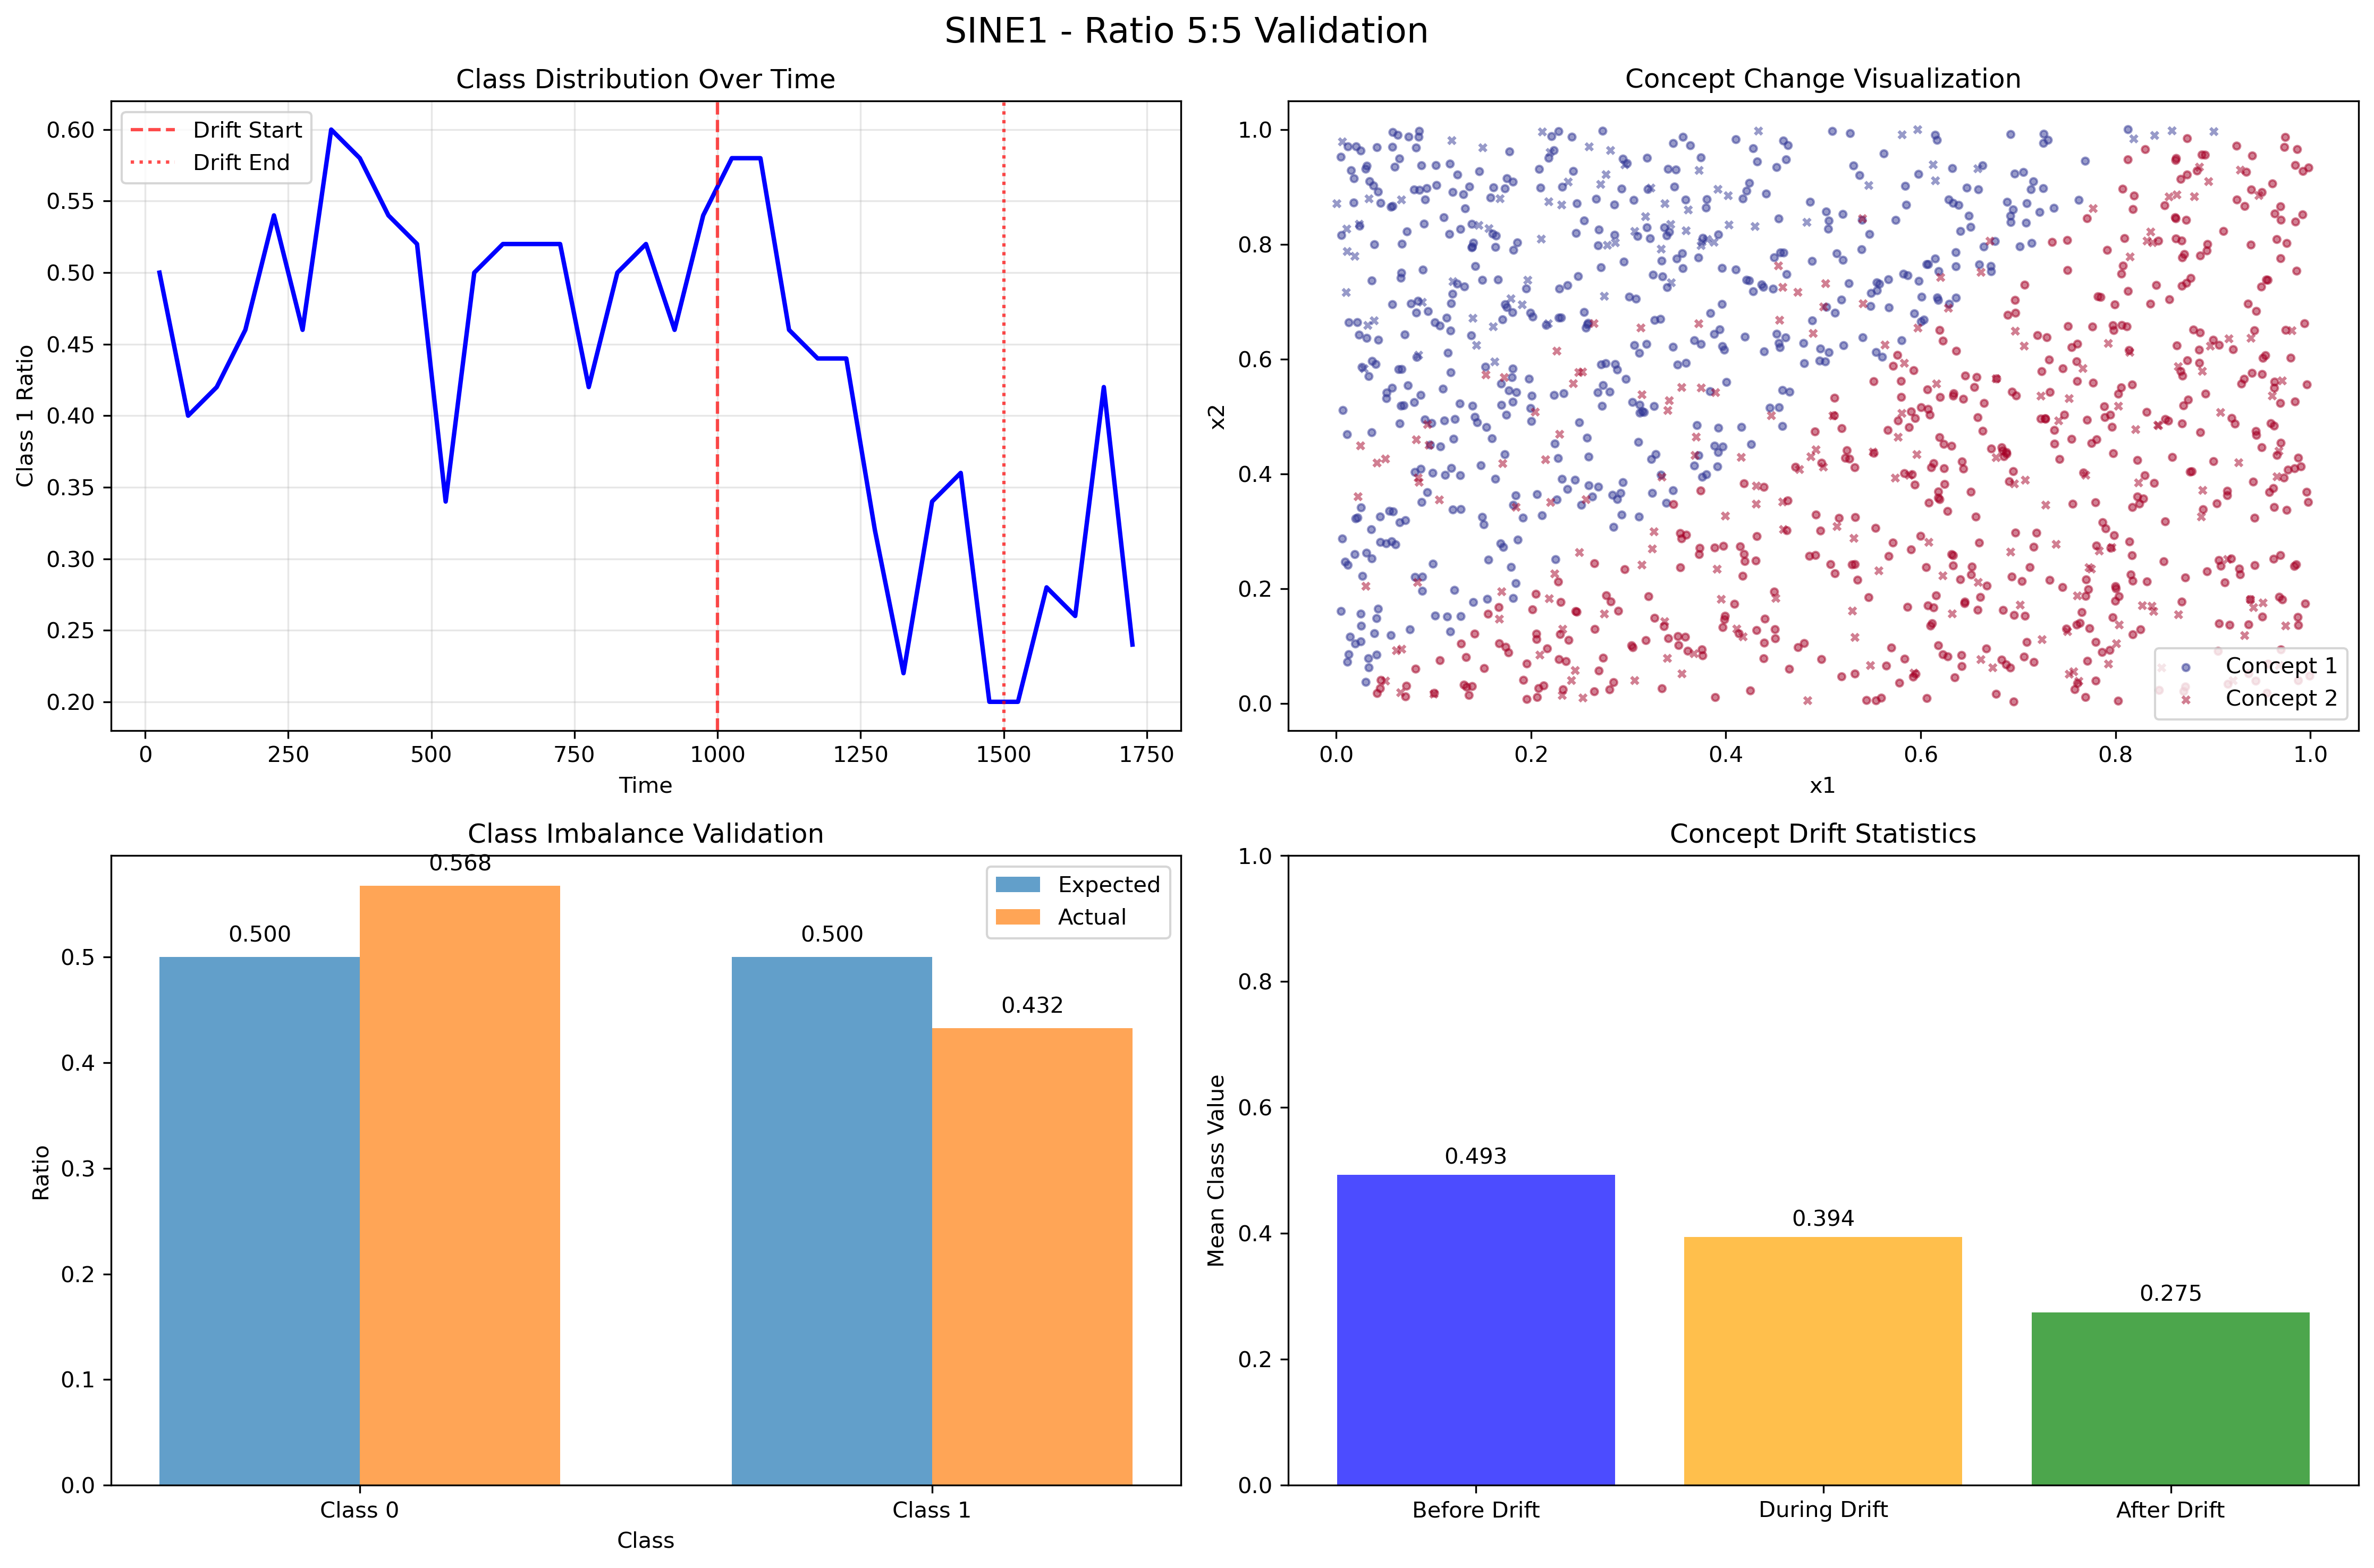 SINE1 - Ratio 5:5 Validation
Class Distribution Over Time
Drift Start
Drift End
Class 1 Ratio
0.60
0.55
0.50
0.45
0.40
0.35
0.30
0.25
0.20
0
250
500
750
1000
1250
1500
1750
Time
Concept Change Visualization
x2
1.0
0.8
0.6
0.4
0.2
0.0
Concept 1
Concept 2
0.0
0.2
0.4
0.6
0.8
1.0
x1
Class Imbalance Validation
0.568
Expected
Actual
0.500
0.500
0.432
Ratio
0.5
0.4
0.3
0.2
0.1
0.0
Class 0
Class 1
Class
Concept Drift Statistics
Mean Class Value
1.0
0.8
0.6
0.4
0.2
0.0
0.493
0.394
0.275
Before Drift
During Drift
After Drift